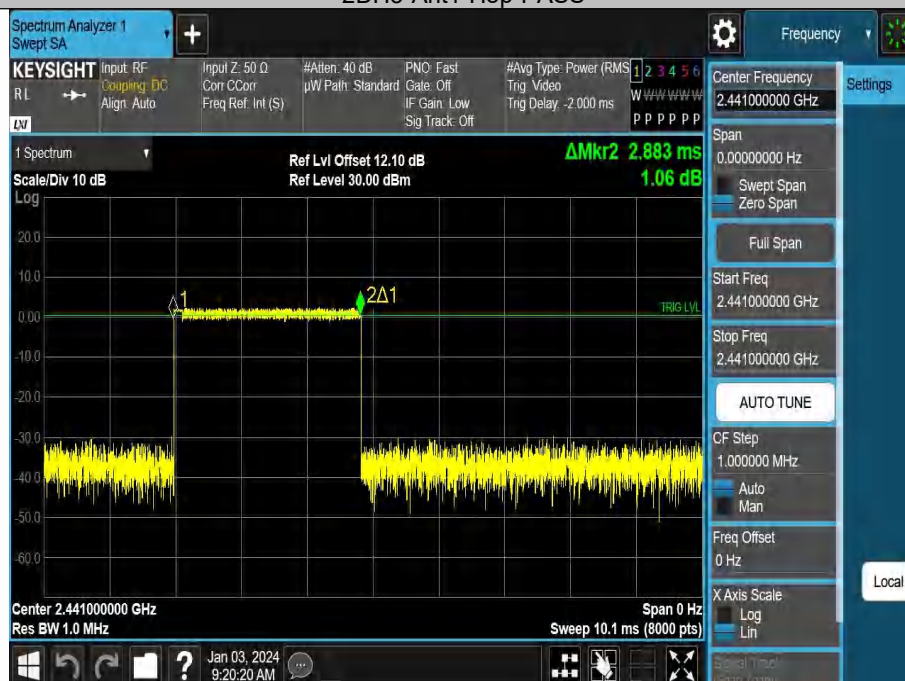 2DH5-Ant1-Hop PASS
Spectrum Analyzer 1
Swept SA
+
Frequency
KEYSIGHT
RL
LXI
Input: RF
Coupling: DC
Align: Auto
Input Z: 50 Ω
Corr CCorr
Freq Ref: Int (S)
#Atten: 40 dB
µW Path: Standard
PNO: Fast
Gate: Off
IF Gain: Low
Sig Track: Off
#Avg Type: Power (RMS
Trig: Video
Trig Delay: -2.000 ms
1 2 3 4 5 6
W W W W W W
P P P P P P
Center Frequency
2.441000000 GHz
Settings
1 Spectrum
Scale/Div 10 dB
Log
Ref Lvl Offset 12.10 dB
Ref Level 30.00 dBm
ΔMkr2 2.883 ms
1.06 dB
Span
0.00000000 Hz
Swept Span
Zero Span
Full Span
Start Freq
2.441000000 GHz
Stop Freq
2.441000000 GHz
AUTO TUNE
CF Step
1.000000 MHz
Auto
Man
Freq Offset
0 Hz
X Axis Scale
Log
Lin
Local
20.0
10.0
0.00
-10.0
-20.0
-30.0
-40.0
-50.0
-60.0
1
2Δ1
TRIG LVL
Center 2.441000000 GHz
Res BW 1.0 MHz
Span 0 Hz
Sweep 10.1 ms (8000 pts)
?
Jan 03, 2024
9:20:20 AM